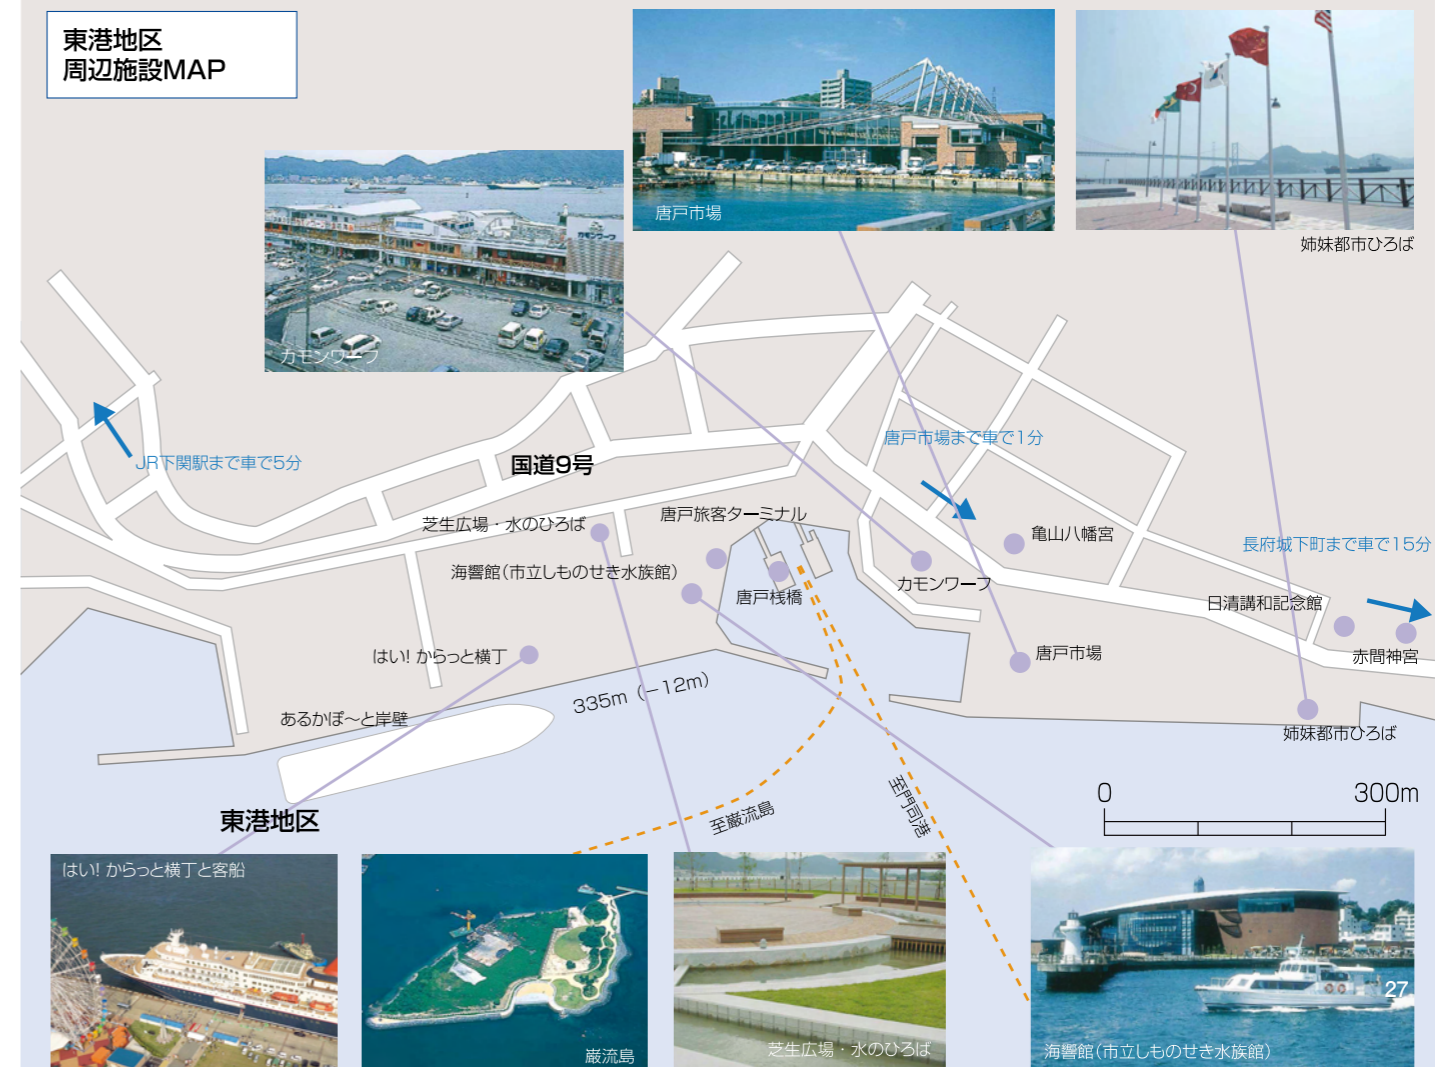 東港地区
周辺施設MAP
唐戸市場
姉妹都市ひろば
カモンワーフ
カモンワーフ
JR下関駅まで車で5分
国道9号
唐戸市場まで車で1分
芝生広場・水のひろば
唐戸旅客ターミナル
亀山八幡宮
長府城下町まで車で15分
海響館(市立しものせき水族館)
唐戸桟橋
カモンワーフ
日清講和記念館
はい! からっと横丁
唐戸市場
赤間神宮
335m (-12m)
あるかぽ〜と岸壁
姉妹都市ひろば
至巌流島
至門司港
0 300m
東港地区
はい! からっと横丁と客船
巌流島
芝生広場・水のひろば
27
海響館(市立しものせき水族館)